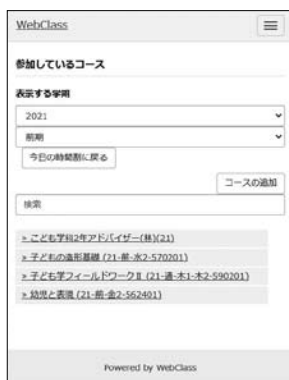 WebClass
参加しているコース
表示する学期
2021
前期
今日の時間割に戻る
コースの追加
検索
» こども学科2年アドバイザー(林)(21)
» 子どもの造形基礎 (21-前-水2-570201)
» 子ども学フィールドワークⅡ (21-通-木1-木2-590201)
» 幼児と表現 (21-前-金2-562401)
Powered by WebClass